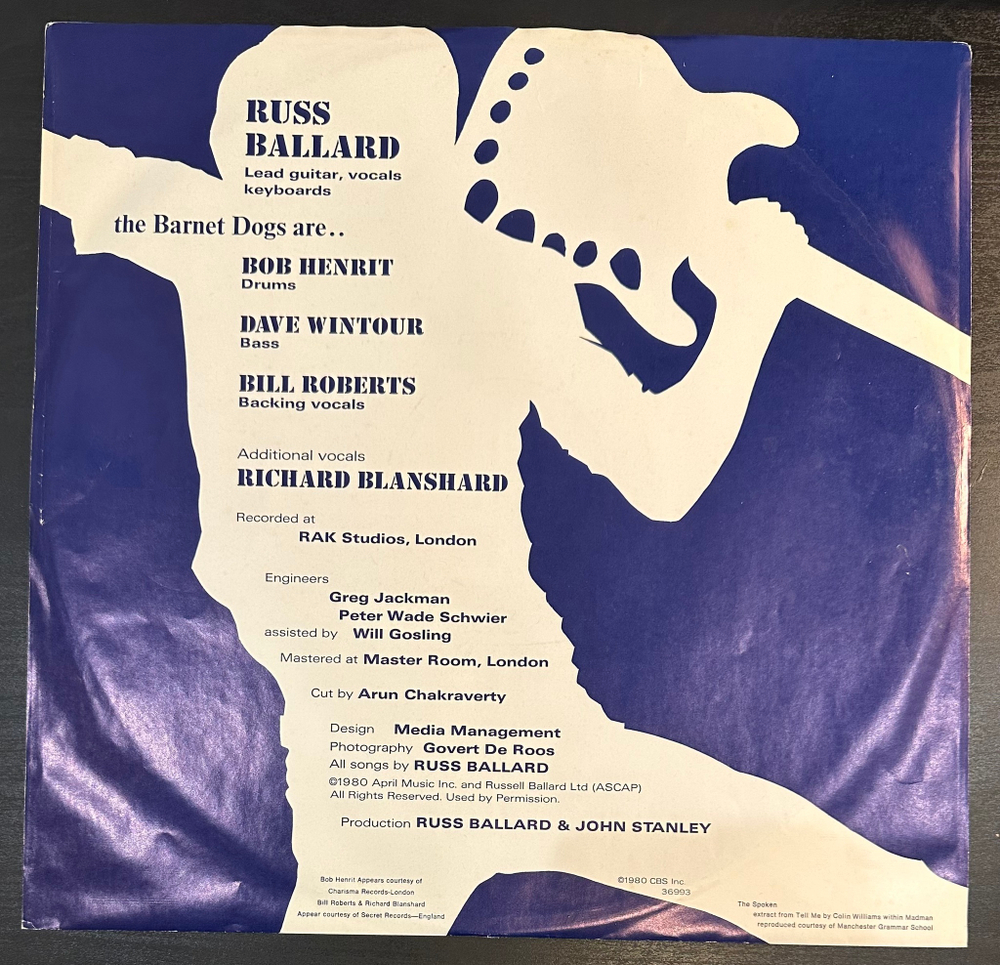 RUSS
BALLARD
Lead guitar, vocals
keyboards
the Barnet Dogs are..
BOB HENRIT
Drums
DAVE WINTOUR
Bass
BILL ROBERTS
Backing vocals
Additional vocals
RICHARD BLANSHARD
Recorded at
RAK Studios, London
Engineers
Greg Jackman
Peter Wade Schwier
assisted by Will Gosling
Mastered at Master Room, London
Cut by Arun Chakraverty
Design Media Management
Photography Govert De Roos
All songs by RUSS BALLARD
©1980 April Music Inc. and Russell Ballard Ltd (ASCAP)
All Rights Reserved. Used by Permission.
Production RUSS BALLARD & JOHN STANLEY
Bob Henrit Appears courtesy of
Charisma Records-London
Bill Roberts & Richard Blanshard
Appear courtesy of Secret Records—England
©1980 CBS Inc.
36993
The Spoken
extract from Tell Me by Colin Williams within Madman
reproduced courtesy of Manchester Grammar School